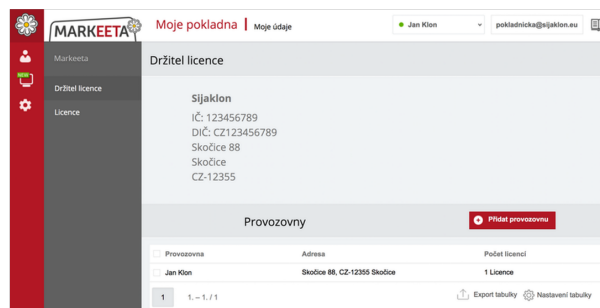 MARKEETA
Moje pokladna | Moje údaje
Jan Klon
pokladnicka@sijaklon.eu
Markeeta
Držitel licence
Držitel licence
Licence
Sijaklon
IČ: 123456789
DIČ: CZ123456789
Skočice 88
Skočice
CZ-12355
Provozovny
Přidat provozovnu
Provozovna Adresa Počet licencí
Jan Klon Skočice 88, CZ-12355 Skočice 1 Licence
1 1. – 1. / 1 Export tabulky Nastavení tabulky